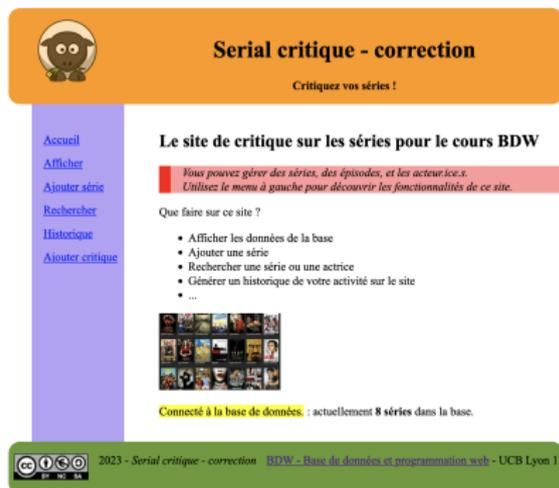 Serial critique - correction
Critiquez vos séries !
Accueil
Afficher
Ajouter série
Rechercher
Historique
Ajouter critique
Le site de critique sur les séries pour le cours BDW
Vous pouvez gérer des séries, des épisodes, et les acteur.ice.s.
Utilisez le menu à gauche pour découvrir les fonctionnalités de ce site.
Que faire sur ce site ?
• Afficher les données de la base
• Ajouter une série
• Rechercher une série ou une actrice
• Générer un historique de votre activité sur le site
• ...
Connecté à la base de données. : actuellement 8 séries dans la base.
cc BY NC SA 2023 - Serial critique - correction BDW - Base de données et programmation web - UCB Lyon 1